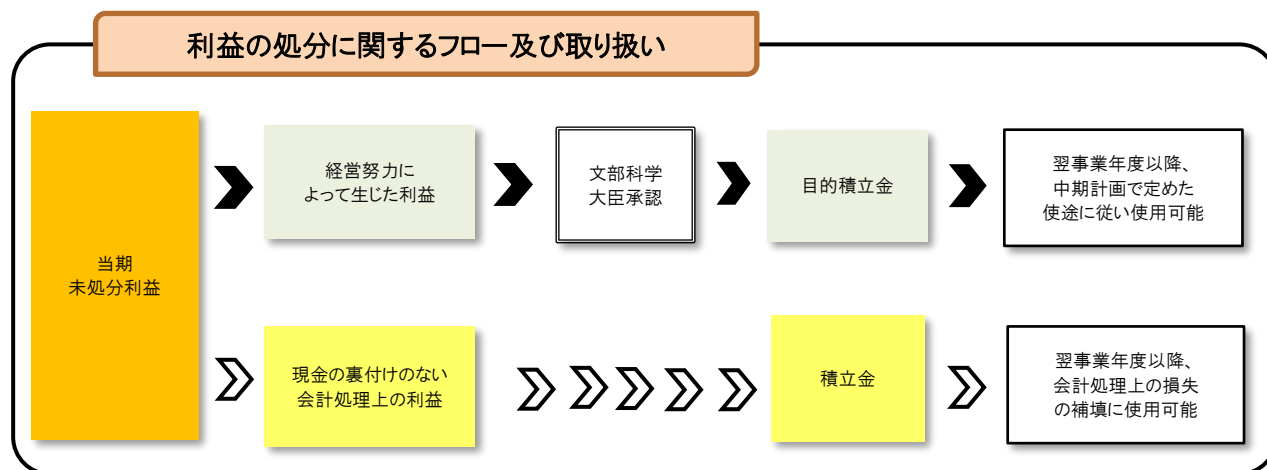 利益の処分に関するフロー及び取り扱い
当期
未処分利益
経営努力に
よって生じた利益
文部科学
大臣承認
目的積立金
翌事業年度以降、
中期計画で定めた
使途に従い使用可能
現金の裏付けのない
会計処理上の利益
積立金
翌事業年度以降、
会計処理上の損失
の補填に使用可能